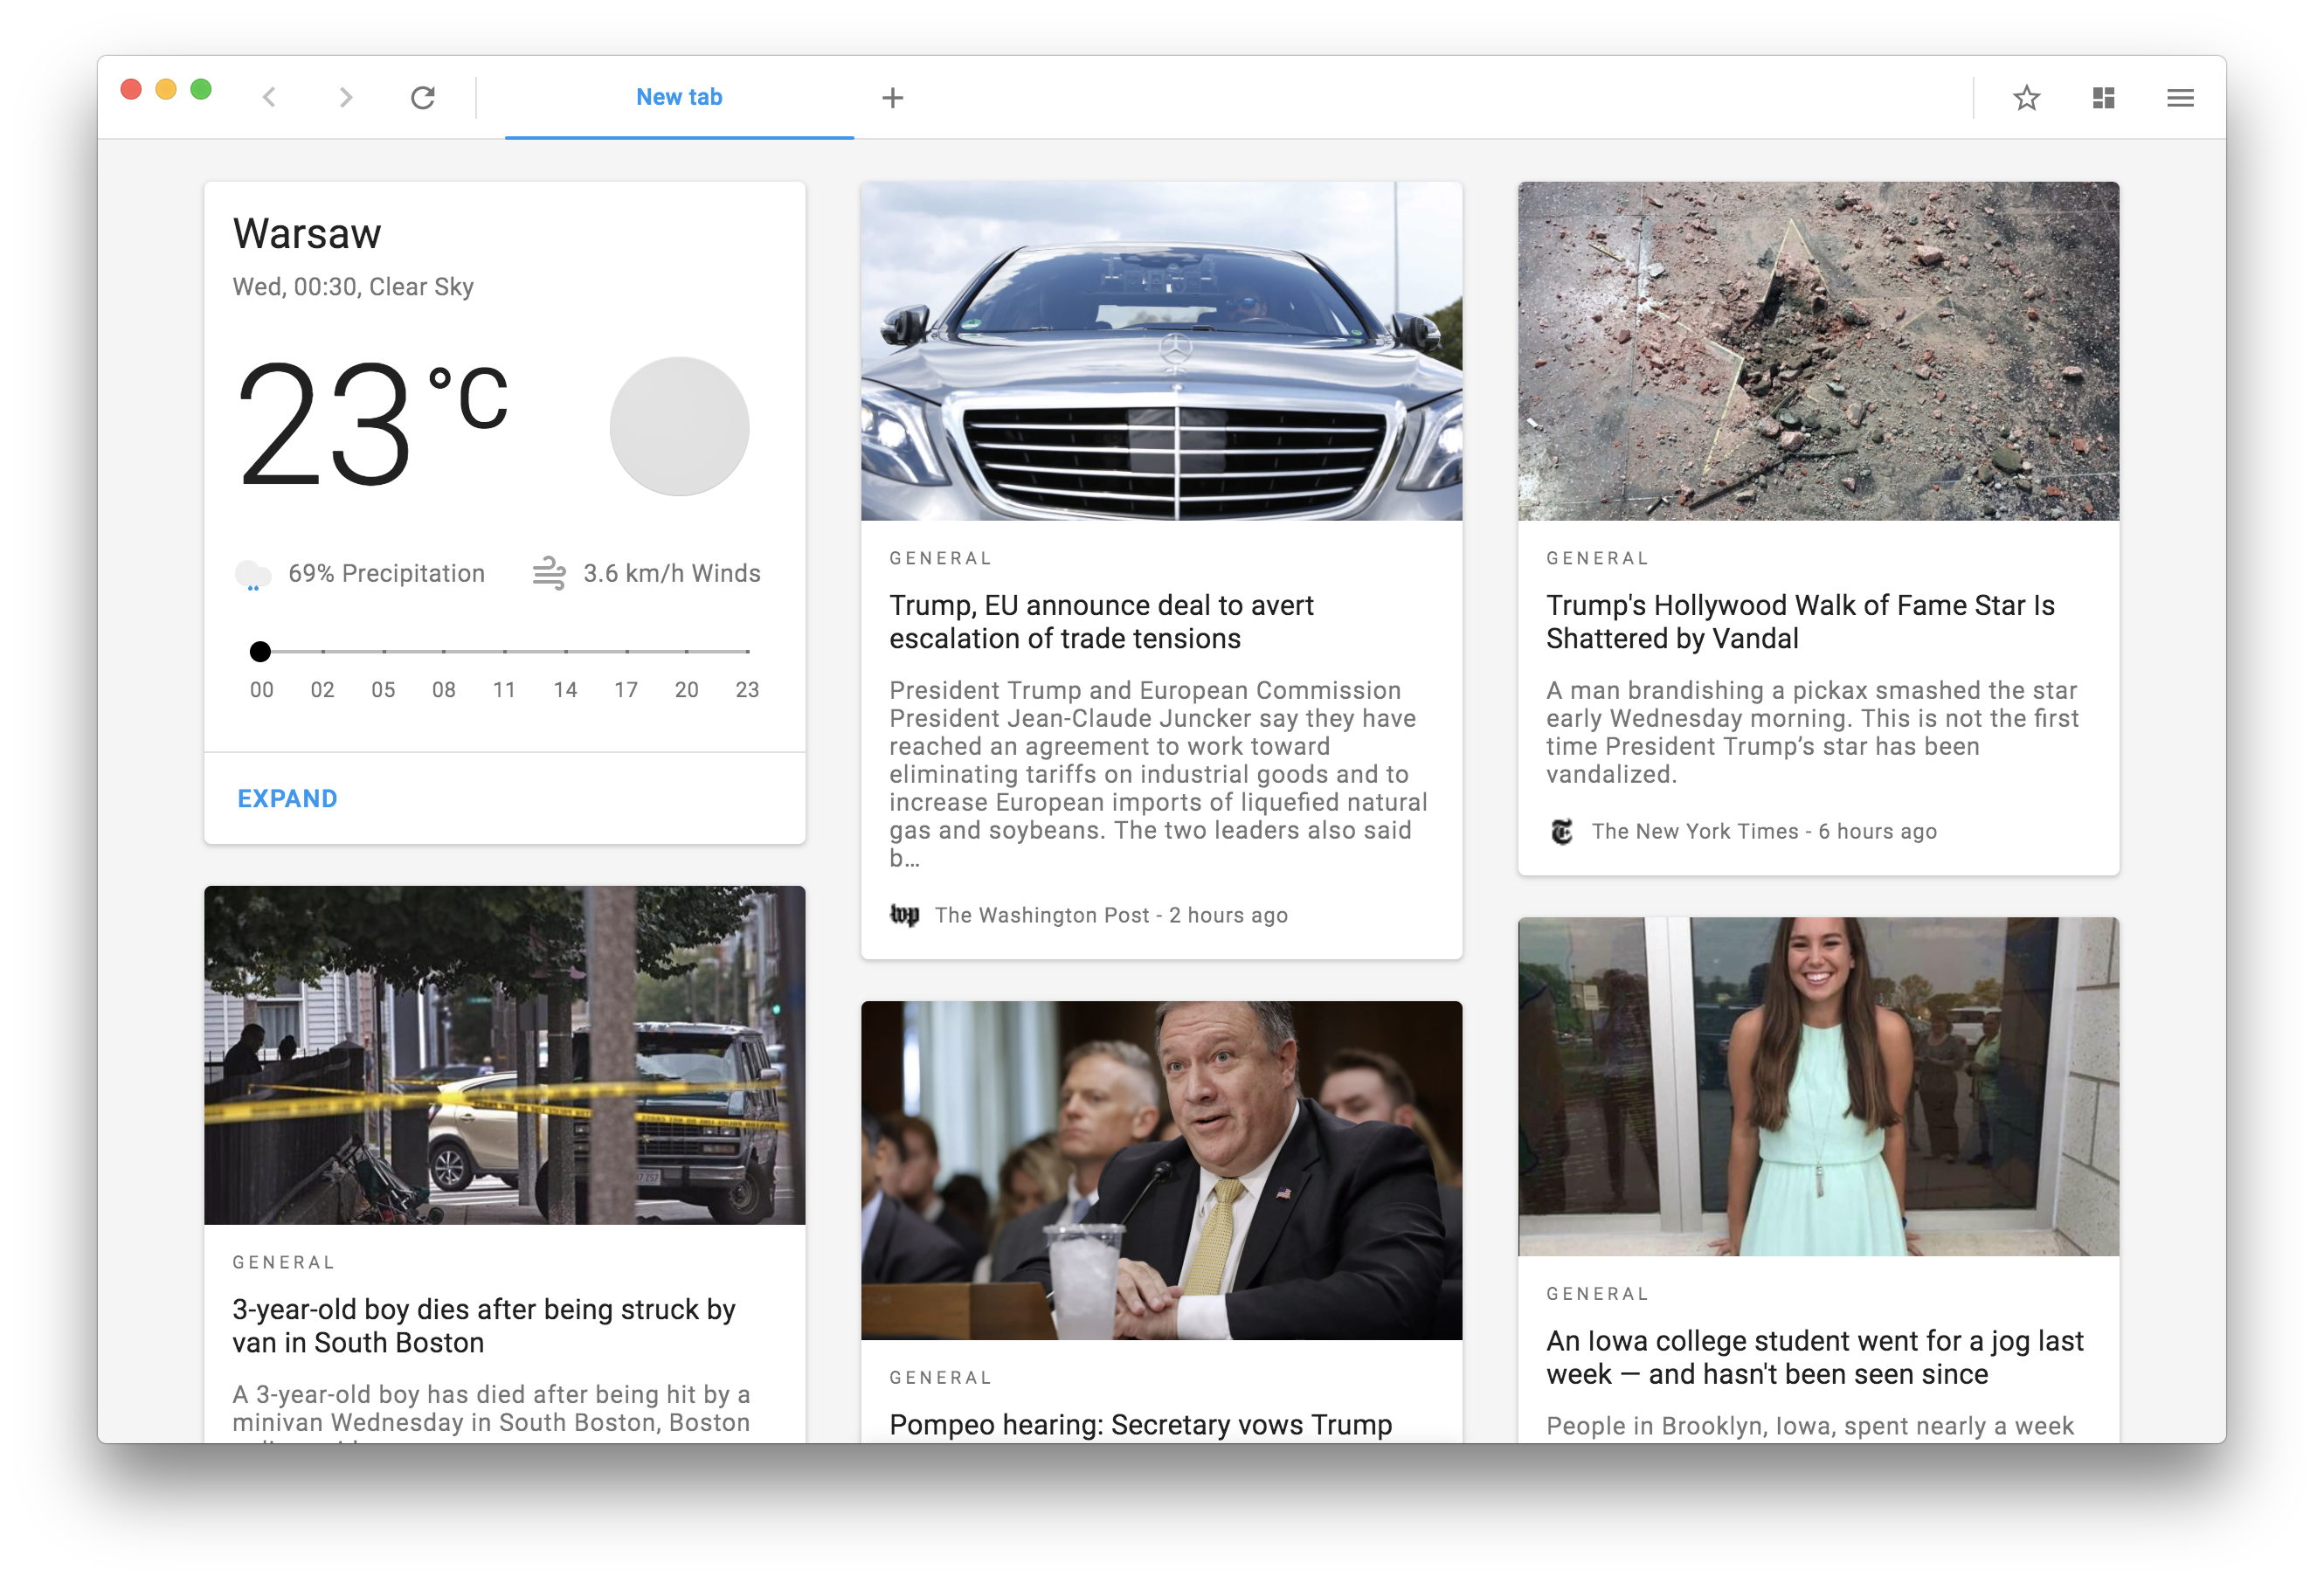 New tab
Warsaw
Wed, 00:30, Clear Sky
23 °C
69% Precipitation
3.6 km/h Winds
00 02 05 08 11 14 17 20 23
EXPAND
GENERAL
3-year-old boy dies after being struck by
van in South Boston
A 3-year-old boy has died after being hit by a
minivan Wednesday in South Boston, Boston
GENERAL
Trump, EU announce deal to avert
escalation of trade tensions
President Trump and European Commission
President Jean-Claude Juncker say they have
reached an agreement to work toward
eliminating tariffs on industrial goods and to
increase European imports of liquefied natural
gas and soybeans. The two leaders also said
b...
wp The Washington Post - 2 hours ago
GENERAL
Pompeo hearing: Secretary vows Trump
GENERAL
Trump's Hollywood Walk of Fame Star Is
Shattered by Vandal
A man brandishing a pickax smashed the star
early Wednesday morning. This is not the first
time President Trump’s star has been
vandalized.
T The New York Times - 6 hours ago
GENERAL
An Iowa college student went for a jog last
week — and hasn't been seen since
People in Brooklyn, Iowa, spent nearly a week